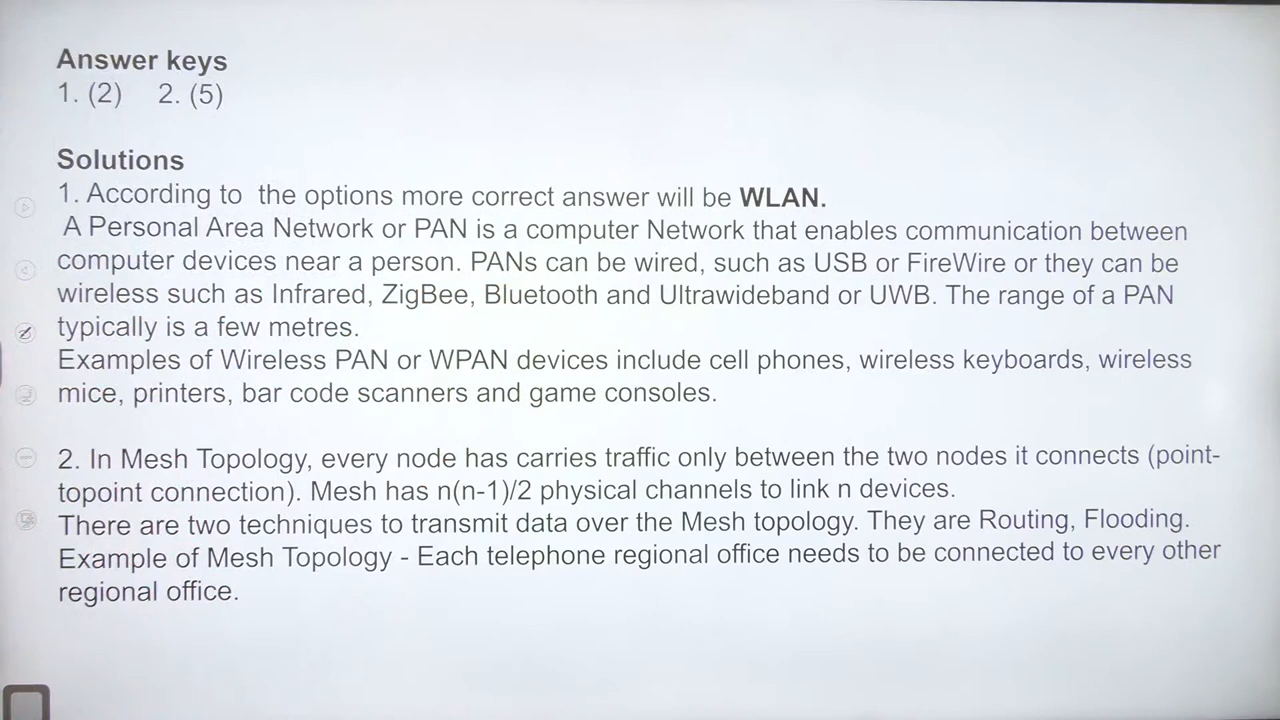 Answer keys
1. (2) 2. (5)
Solutions
1. According to the options more correct answer will be WLAN.
A Personal Area Network or PAN is a computer Network that enables communication between
computer devices near a person. PANs can be wired, such as USB or FireWire or they can be
wireless such as Infrared, ZigBee, Bluetooth and Ultrawideband or UWB. The range of a PAN
typically is a few metres.
Examples of Wireless PAN or WPAN devices include cell phones, wireless keyboards, wireless
mice, printers, bar code scanners and game consoles.
2. In Mesh Topology, every node has carries traffic only between the two nodes it connects (point-
topoint connection). Mesh has n(n-1)/2 physical channels to link n devices.
There are two techniques to transmit data over the Mesh topology. They are Routing, Flooding.
Example of Mesh Topology - Each telephone regional office needs to be connected to every other
regional office.